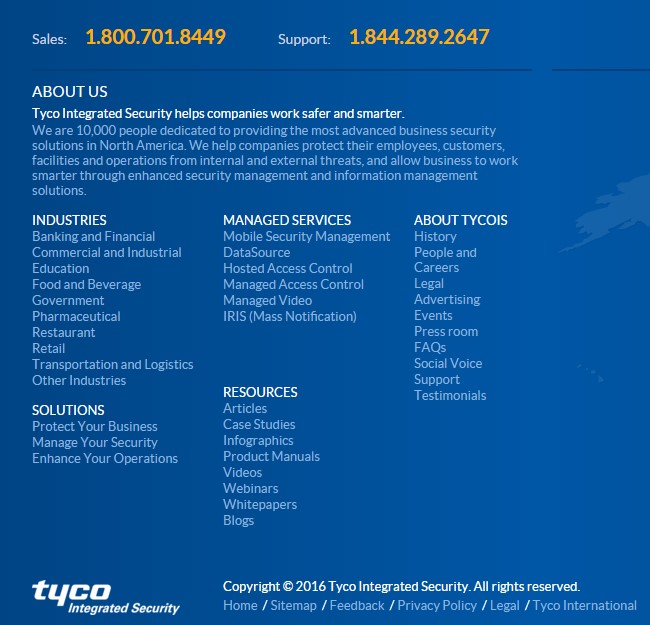 Sales: 1.800.701.8449 Support: 1.844.289.2647
ABOUT US
Tyco Integrated Security helps companies work safer and smarter.
We are 10,000 people dedicated to providing the most advanced business security
solutions in North America. We help companies protect their employees, customers,
facilities and operations from internal and external threats, and allow business to work
smarter through enhanced security management and information management
solutions.
INDUSTRIES
Banking and Financial
Commercial and Industrial
Education
Food and Beverage
Government
Pharmaceutical
Restaurant
Retail
Transportation and Logistics
Other Industries
SOLUTIONS
Protect Your Business
Manage Your Security
Enhance Your Operations
MANAGED SERVICES
Mobile Security Management
DataSource
Hosted Access Control
Managed Access Control
Managed Video
IRIS (Mass Notification)
RESOURCES
Articles
Case Studies
Infographics
Product Manuals
Videos
Webinars
Whitepapers
Blogs
ABOUT TYCOIS
History
People and
Careers
Legal
Advertising
Events
Press room
FAQs
Social Voice
Support
Testimonials
tyco
Integrated Security
Copyright © 2016 Tyco Integrated Security. All rights reserved.
Home / Sitemap / Feedback / Privacy Policy / Legal / Tyco International